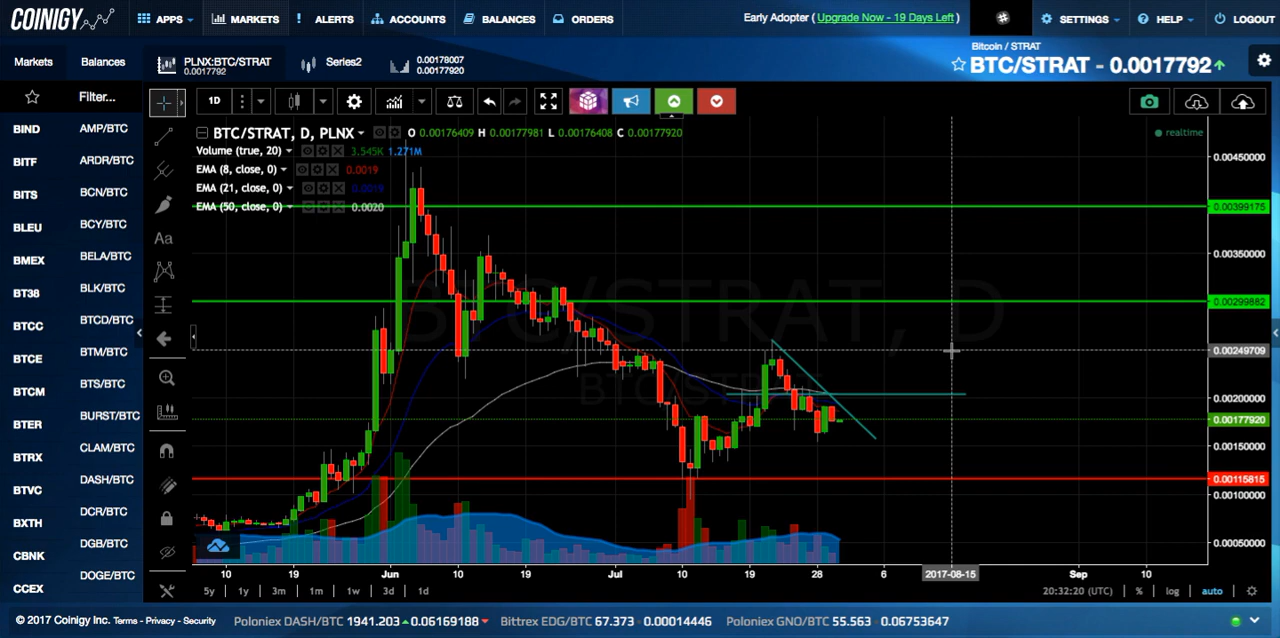 COINIGY
APPS
MARKETS
! ALERTS
ACCOUNTS
BALANCES
ORDERS
Early Adopter ( Upgrade Now - 19 Days Left )
SETTINGS
HELP
LOGOUT
Markets
Balances
PLNX:BTC/STRAT
0.0017792
Series2
0.00178007
0.00177920
Bitcoin / STRAT
BTC/STRAT - 0.0017792
Filter...
1D
BIND AMP/BTC
BITF ARDR/BTC
BITS BCN/BTC
BLEU BCY/BTC
BMEX BELA/BTC
BT38 BLK/BTC
BTCC BTCD/BTC
BTCE BTM/BTC
BTCM BTS/BTC
BTER BURST/BTC
BTRX CLAM/BTC
BTVC DASH/BTC
BXTH DCR/BTC
CBNK DGB/BTC
CCEX DOGE/BTC
Aa
BTC/STRAT, D, PLNX O 0.00176409 H 0.00177981 L 0.00176408 C 0.00177920
Volume (true, 20) 3.545K 1.271M
EMA (8, close, 0) 0.0019
EMA (21, close, 0) 0.0019
EMA (50, close, 0) 0.0020
realtime
BTC/STRAT, D
BTC/STRAT
0.00450000
0.00399175
0.00350000
0.00299882
0.00249709
0.00200000
0.00177920
0.00150000
0.00115815
0.00100000
0.00050000
10 19 Jun 10 19 Jul 10 19 28 6 2017-08-15 Sep 10
5y 1y 3m 1m 1w 3d 1d
20:32:20 (UTC) % log auto
© 2017 Coinigy Inc. Terms - Privacy - Security
Poloniex DASH/BTC 1941.203 0.06169188
Bittrex EDG/BTC 67.373 0.00014446
Poloniex GNO/BTC 55.563 0.06753647